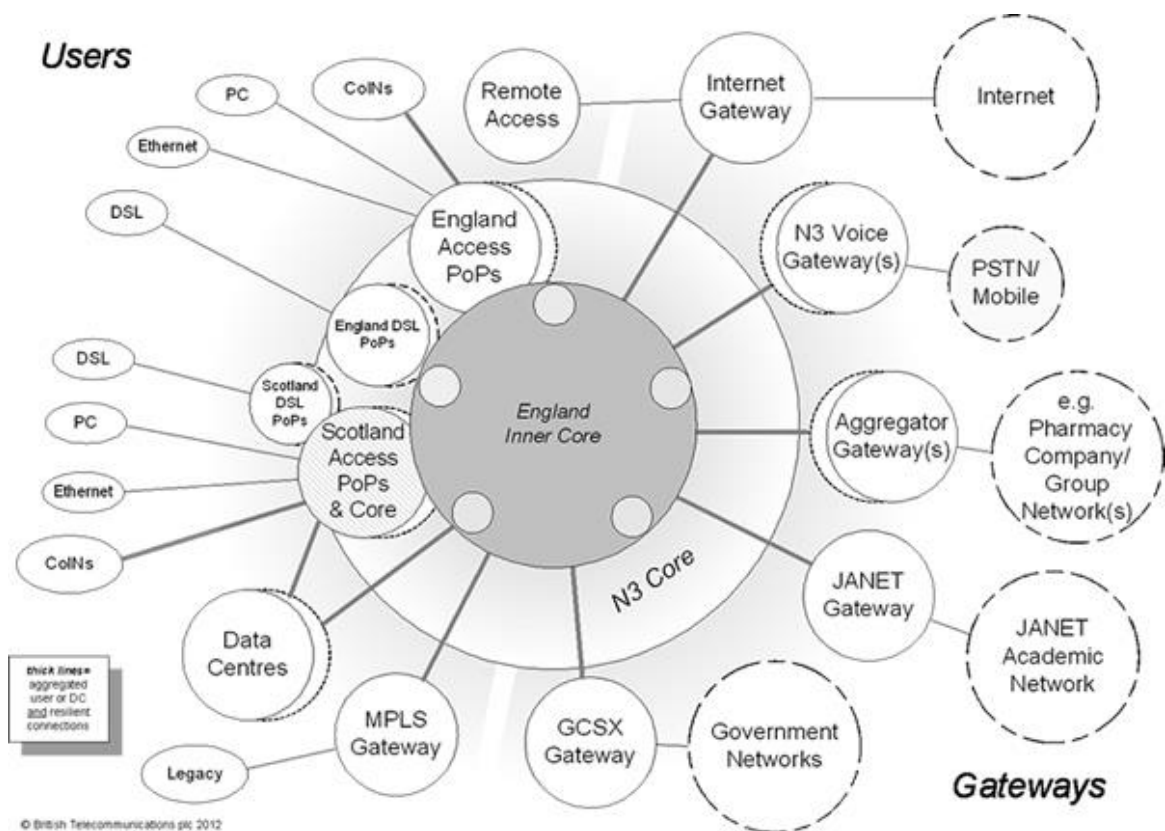 Users
PC
CoINs
Ethernet
DSL
Remote
Access
Internet
Gateway
Internet
England
Access
PoPs
N3 Voice
Gateway(s)
PSTN/
Mobile
England DSL
PoPs
DSL
Scotland
DSL
PoPs
PC
Ethernet
CoINs
Scotland
Access
PoPs
& Core
England
Inner Core
Aggregator
Gateway(s)
e.g.
Pharmacy
Company/
Group
Network(s)
N3 Core
JANET
Gateway
JANET
Academic
Network
Data
Centres
thick lines=
aggregated
user or DC
and resilient
connections
MPLS
Gateway
Legacy
GCSX
Gateway
Government
Networks
Gateways
© British Telecommunications plc 2012